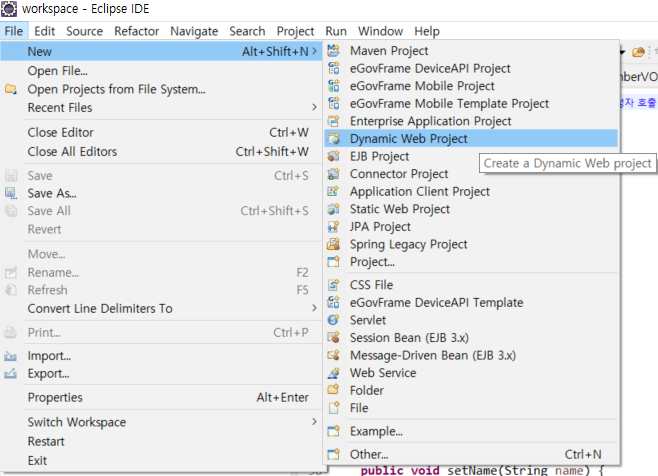 workspace - Eclipse IDE
File Edit Source Refactor Navigate Search Project Run Window Help
New Alt+Shift+N >
Open File...
Open Projects from File System...
Recent Files >
Close Editor Ctrl+W
Close All Editors Ctrl+Shift+W
Save Ctrl+S
Save As...
Save All Ctrl+Shift+S
Revert
Move...
Rename... F2
Refresh F5
Convert Line Delimiters To >
Print... Ctrl+P
Import...
Export...
Properties Alt+Enter
Switch Workspace >
Restart
Exit
Maven Project
eGovFrame DeviceAPI Project
eGovFrame Mobile Project
eGovFrame Mobile Template Project
Enterprise Application Project
Dynamic Web Project
EJB Project
Connector Project
Application Client Project
Static Web Project
JPA Project
Spring Legacy Project
Project...
CSS File
eGovFrame DeviceAPI Template
Servlet
Session Bean (EJB 3.x)
Message-Driven Bean (EJB 3.x)
Web Service
Folder
File
Example...
Other... Ctrl+N
Create a Dynamic Web project
nberVO
호출
public void setName(String name) {